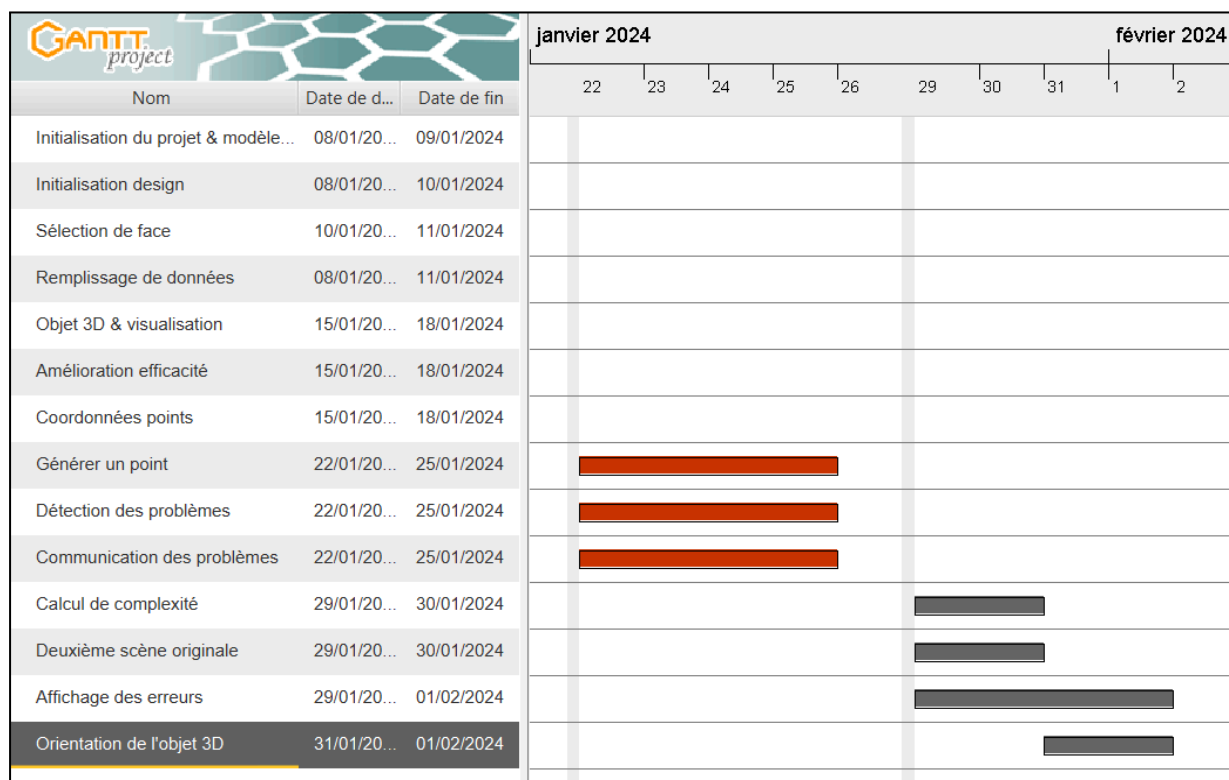 GANTT
project
janvier 2024 février 2024
22 23 24 25 26 29 30 31 1 2
Nom Date de d... Date de fin
Initialisation du projet & modèle... 08/01/20... 09/01/2024
Initialisation design 08/01/20... 10/01/2024
Sélection de face 10/01/20... 11/01/2024
Remplissage de données 08/01/20... 11/01/2024
Objet 3D & visualisation 15/01/20... 18/01/2024
Amélioration efficacité 15/01/20... 18/01/2024
Coordonnées points 15/01/20... 18/01/2024
Générer un point 22/01/20... 25/01/2024
Détection des problèmes 22/01/20... 25/01/2024
Communication des problèmes 22/01/20... 25/01/2024
Calcul de complexité 29/01/20... 30/01/2024
Deuxième scène originale 29/01/20... 30/01/2024
Affichage des erreurs 29/01/20... 01/02/2024
Orientation de l'objet 3D 31/01/20... 01/02/2024